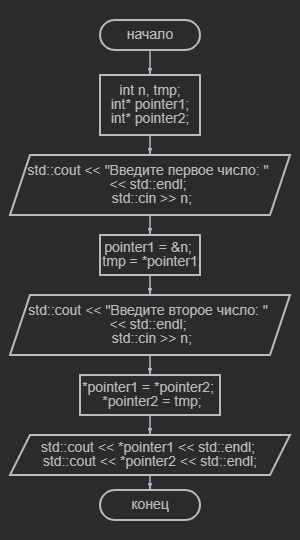 начало
int n, tmp;
int* pointer1;
int* pointer2;
std::cout << "Введите первое число: "
<< std::endl;
std::cin >> n;
pointer1 = &n;
tmp = *pointer1
std::cout << "Введите второе число: "
<< std::endl;
std::cin >> n;
*pointer1 = *pointer2;
*pointer2 = tmp;
std::cout << *pointer1 << std::endl;
std::cout << *pointer2 << std::endl;
конец